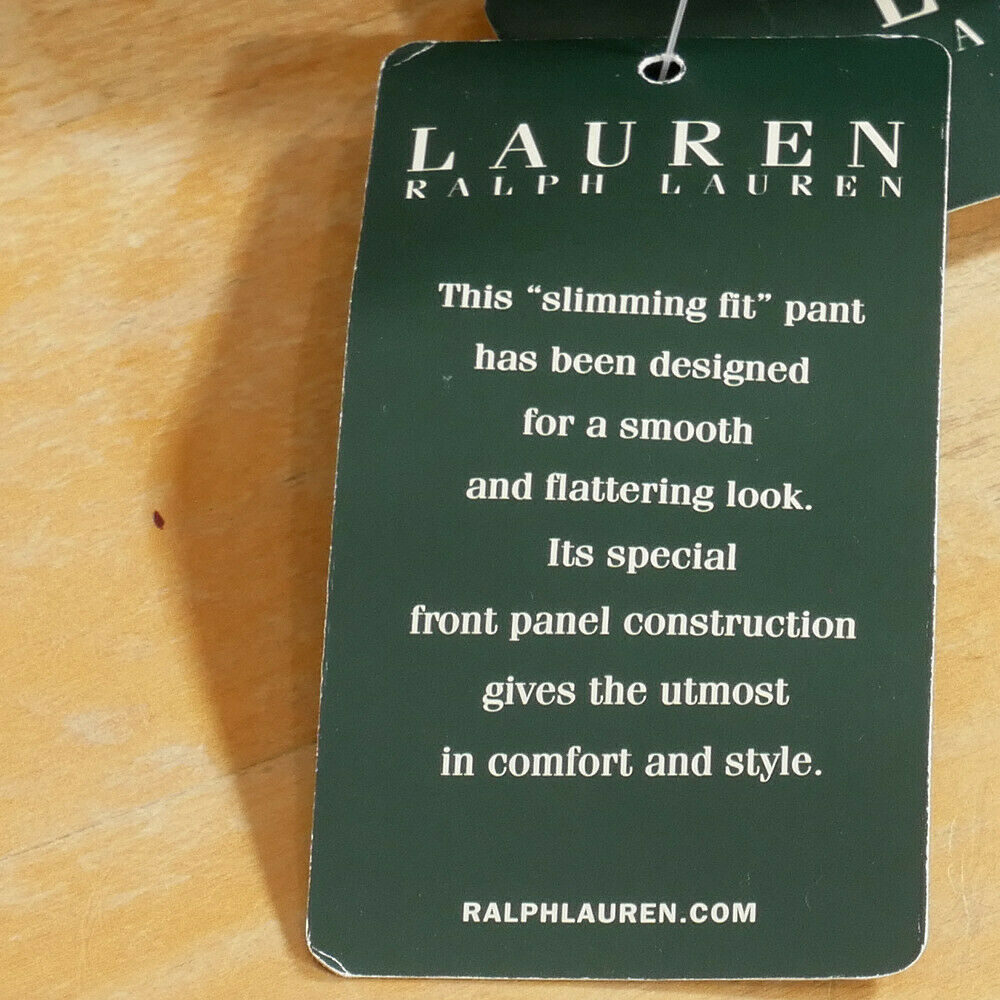 LAUREN
RALPH LAUREN
This “slimming fit” pant
has been designed
for a smooth
and flattering look.
Its special
front panel construction
gives the utmost
in comfort and style.
RALPHLAUREN.COM